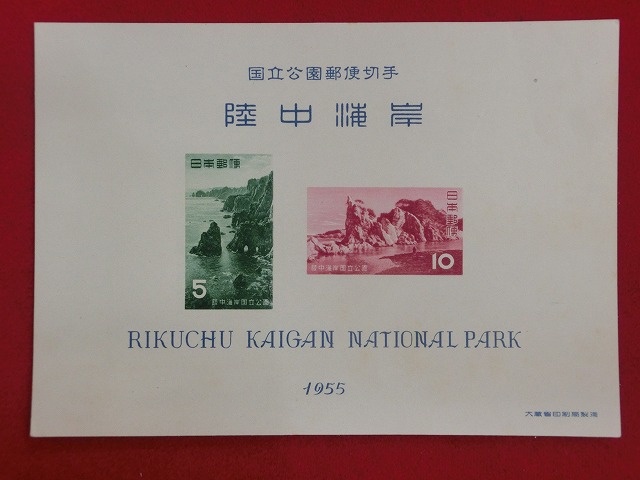 国立公園郵便切手
陸中海岸
日本郵便
5
陸中海岸国立公園
日本郵便
10
陸中海岸国立公園
RIKUCHU KAIGAN NATIONAL PARK
1955
大蔵省印刷局製造